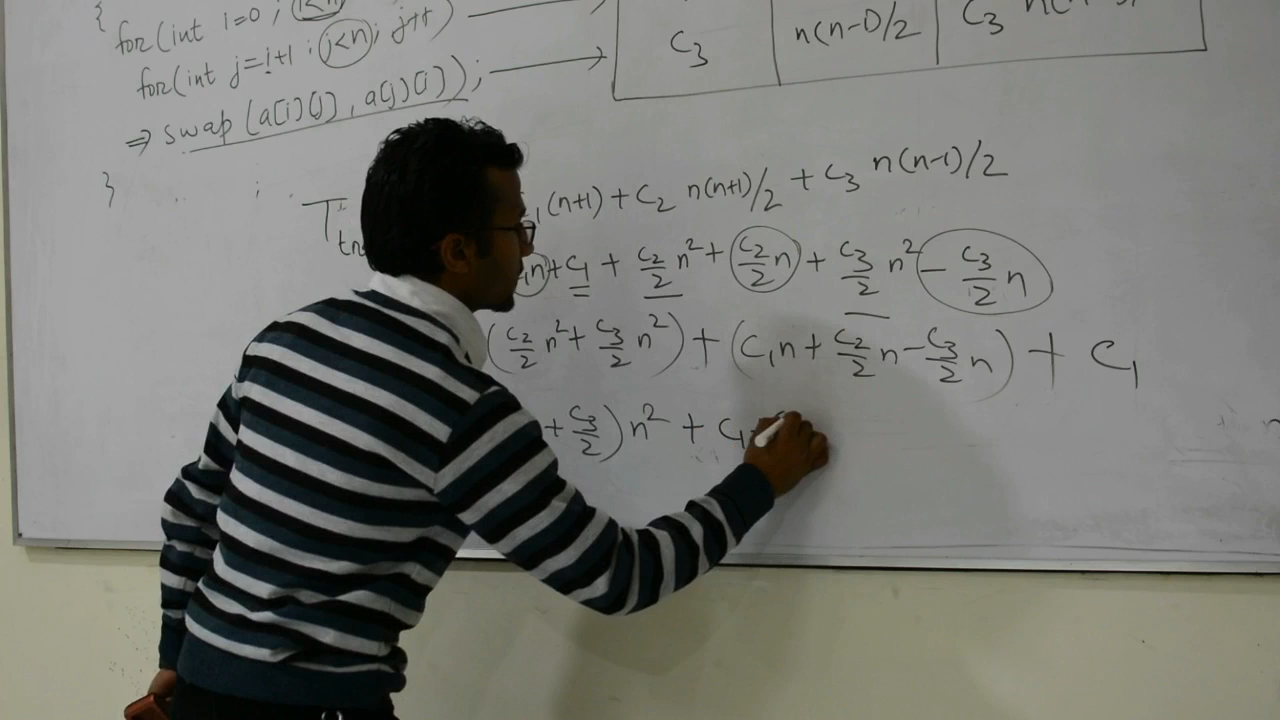 {
for(int i=0 ; i<n
for(int j=i+1 ; j<n; j++)
⇒ swap (a[i][j], a[j][i]);
}
C3 n(n-1)/2 C3
T 1(n+1) + C2 n(n+1)/2 + C3 n(n-1)/2
n + C1 + C2/2 n² + C2/2 n + C3/2 n² - C3/2 n
(C2/2 n² + C3/2 n²) + (C1n + C2/2 n - C3/2 n) + C1
+ C3/2) n² + C1